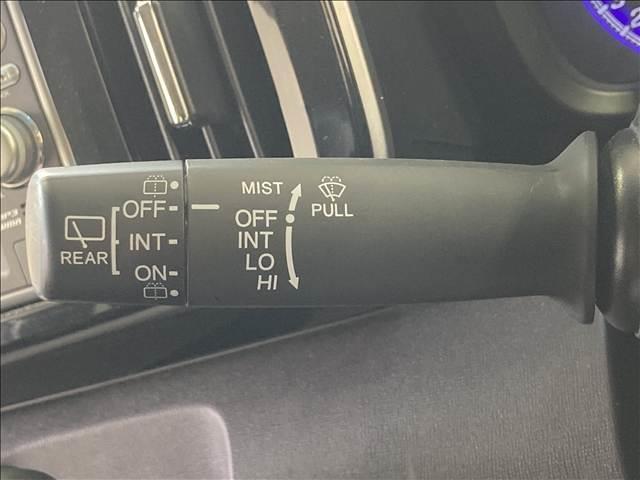 OFF
INT
REAR
ON
MIST
OFF
INT
LO
HI
PULL